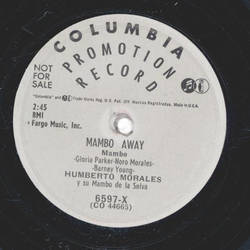 COLUMBIA
PROMOTION
RECORD
NOT
FOR
SALE
"Columbia" and Trade Marks Reg. U.S. Pat. Off. Marcas Registradas. Made in U.S.A.
2:45
BMI
Fargo Music, Inc.
MAMBO AWAY
Mambo
-Gloria Parker-Noro Morales-
-Barney Young-
HUMBERTO MORALES
y su Mambo de la Selva
6597-X
(CO 44665)